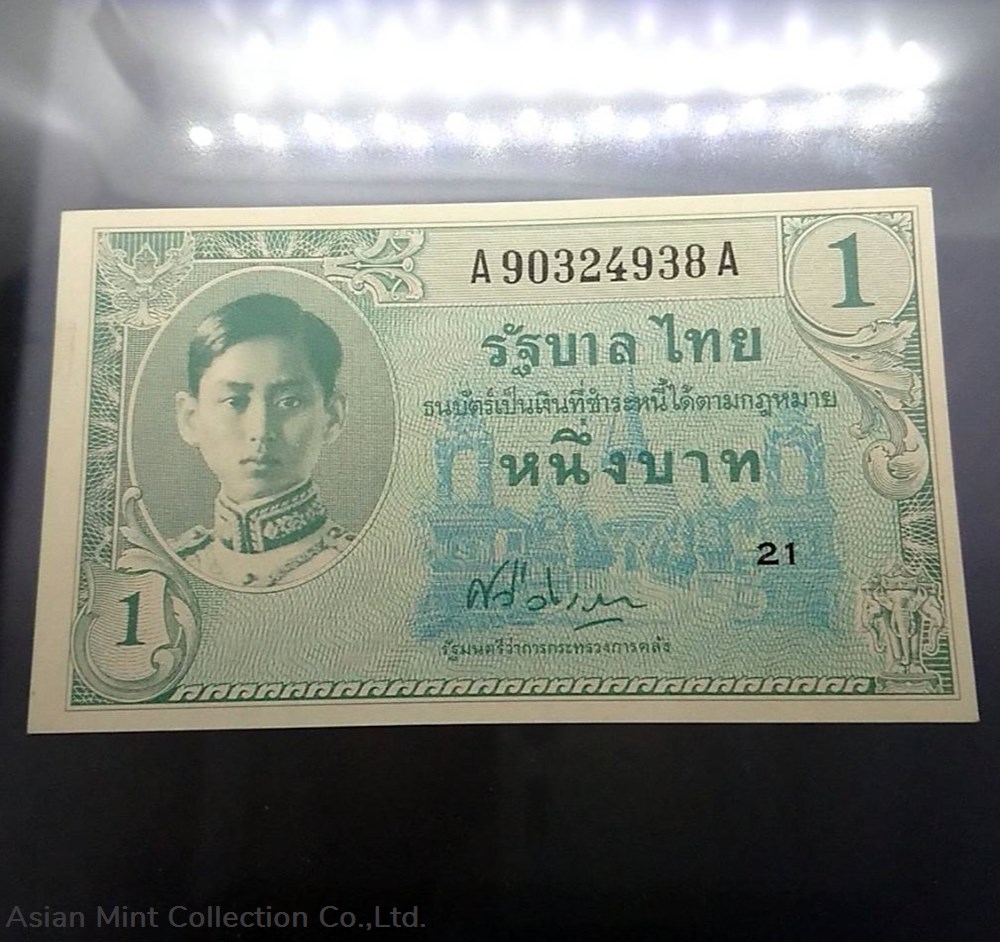 A 90324938 A
1
รัฐบาล ไทย
ธนบัตร์เป็นเงินที่ชำระหนี้ได้ตามกฎหมาย
หนึ่งบาท
21
1
รัฐมนตรีว่าการกระทรวงการคลัง
Asian Mint Collection Co.,Ltd.